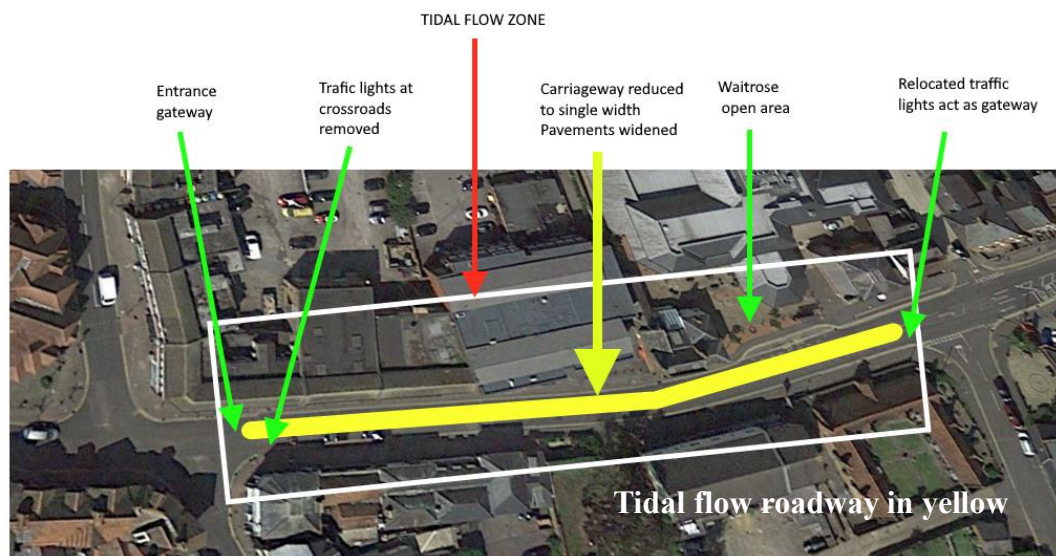 TIDAL FLOW ZONE
Entrance
gateway
Trafic lights at
crossroads
removed
Carriageway reduced
to single width
Pavements widened
Waitrose
open area
Relocated traffic
lights act as gateway
Tidal flow roadway in yellow